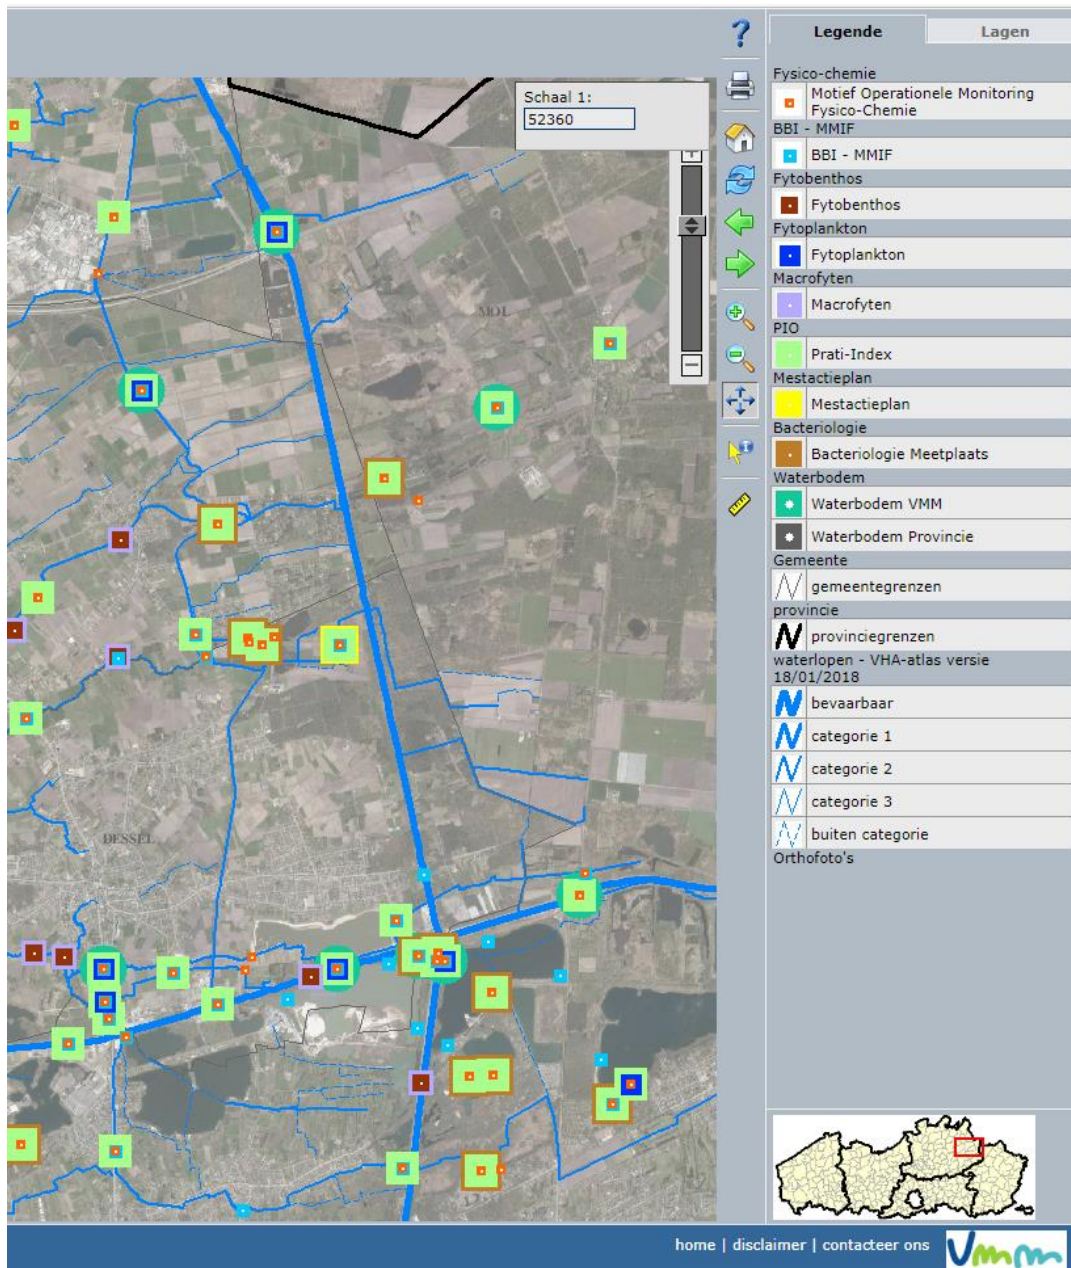 Schaal 1:
52360
MOL
DESSEL
?
Legende
Lagen
Fysico-chemie
Motief Operationele Monitoring
Fysico-Chemie
BBI - MMIF
BBI - MMIF
Fytobenthos
Fytobenthos
Fytoplankton
Fytoplankton
Macrofyten
Macrofyten
PIO
Prati-Index
Mestactieplan
Mestactieplan
Bacteriologie
Bacteriologie Meetplaats
Waterbodem
Waterbodem VMM
Waterbodem Provincie
Gemeente
gemeentegrenzen
provincie
provinciegrenzen
waterlopen - VHA-atlas versie
18/01/2018
bevaarbaar
categorie 1
categorie 2
categorie 3
buiten categorie
Orthofoto's
home | disclaimer | contacteer ons
Vmm